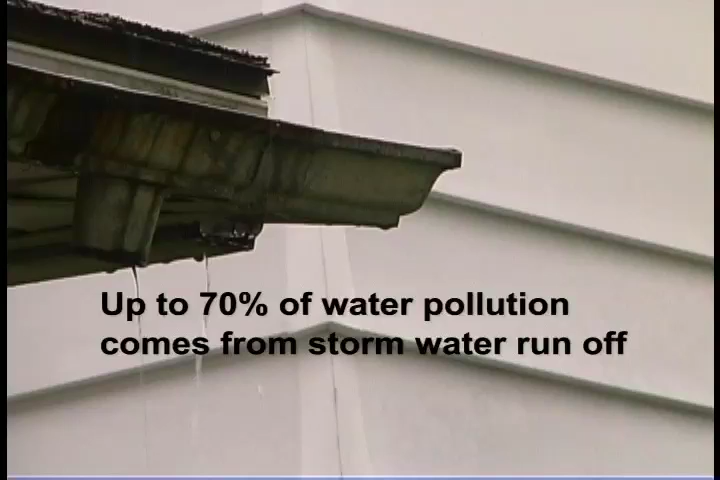 Up to 70% of water pollution
comes from storm water run off